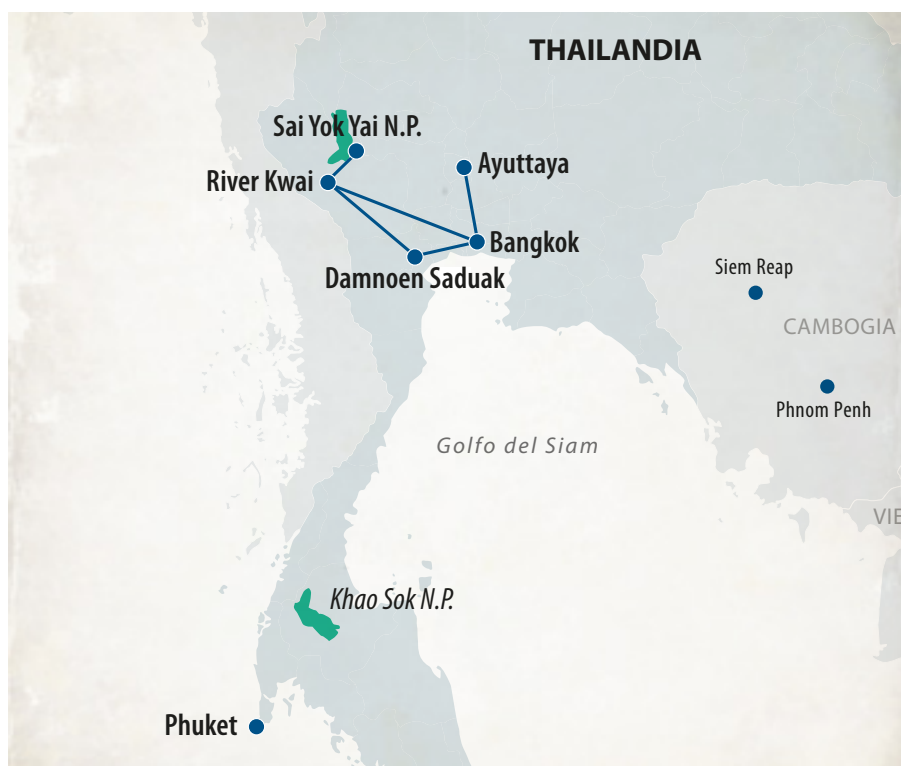 THAILANDIA
Sai Yok Yai N.P.
Ayuttaya
River Kwai
Bangkok
Damnoen Saduak
Siem Reap
CAMBOGIA
Phnom Penh
Golfo del Siam
VIE
Khao Sok N.P.
Phuket